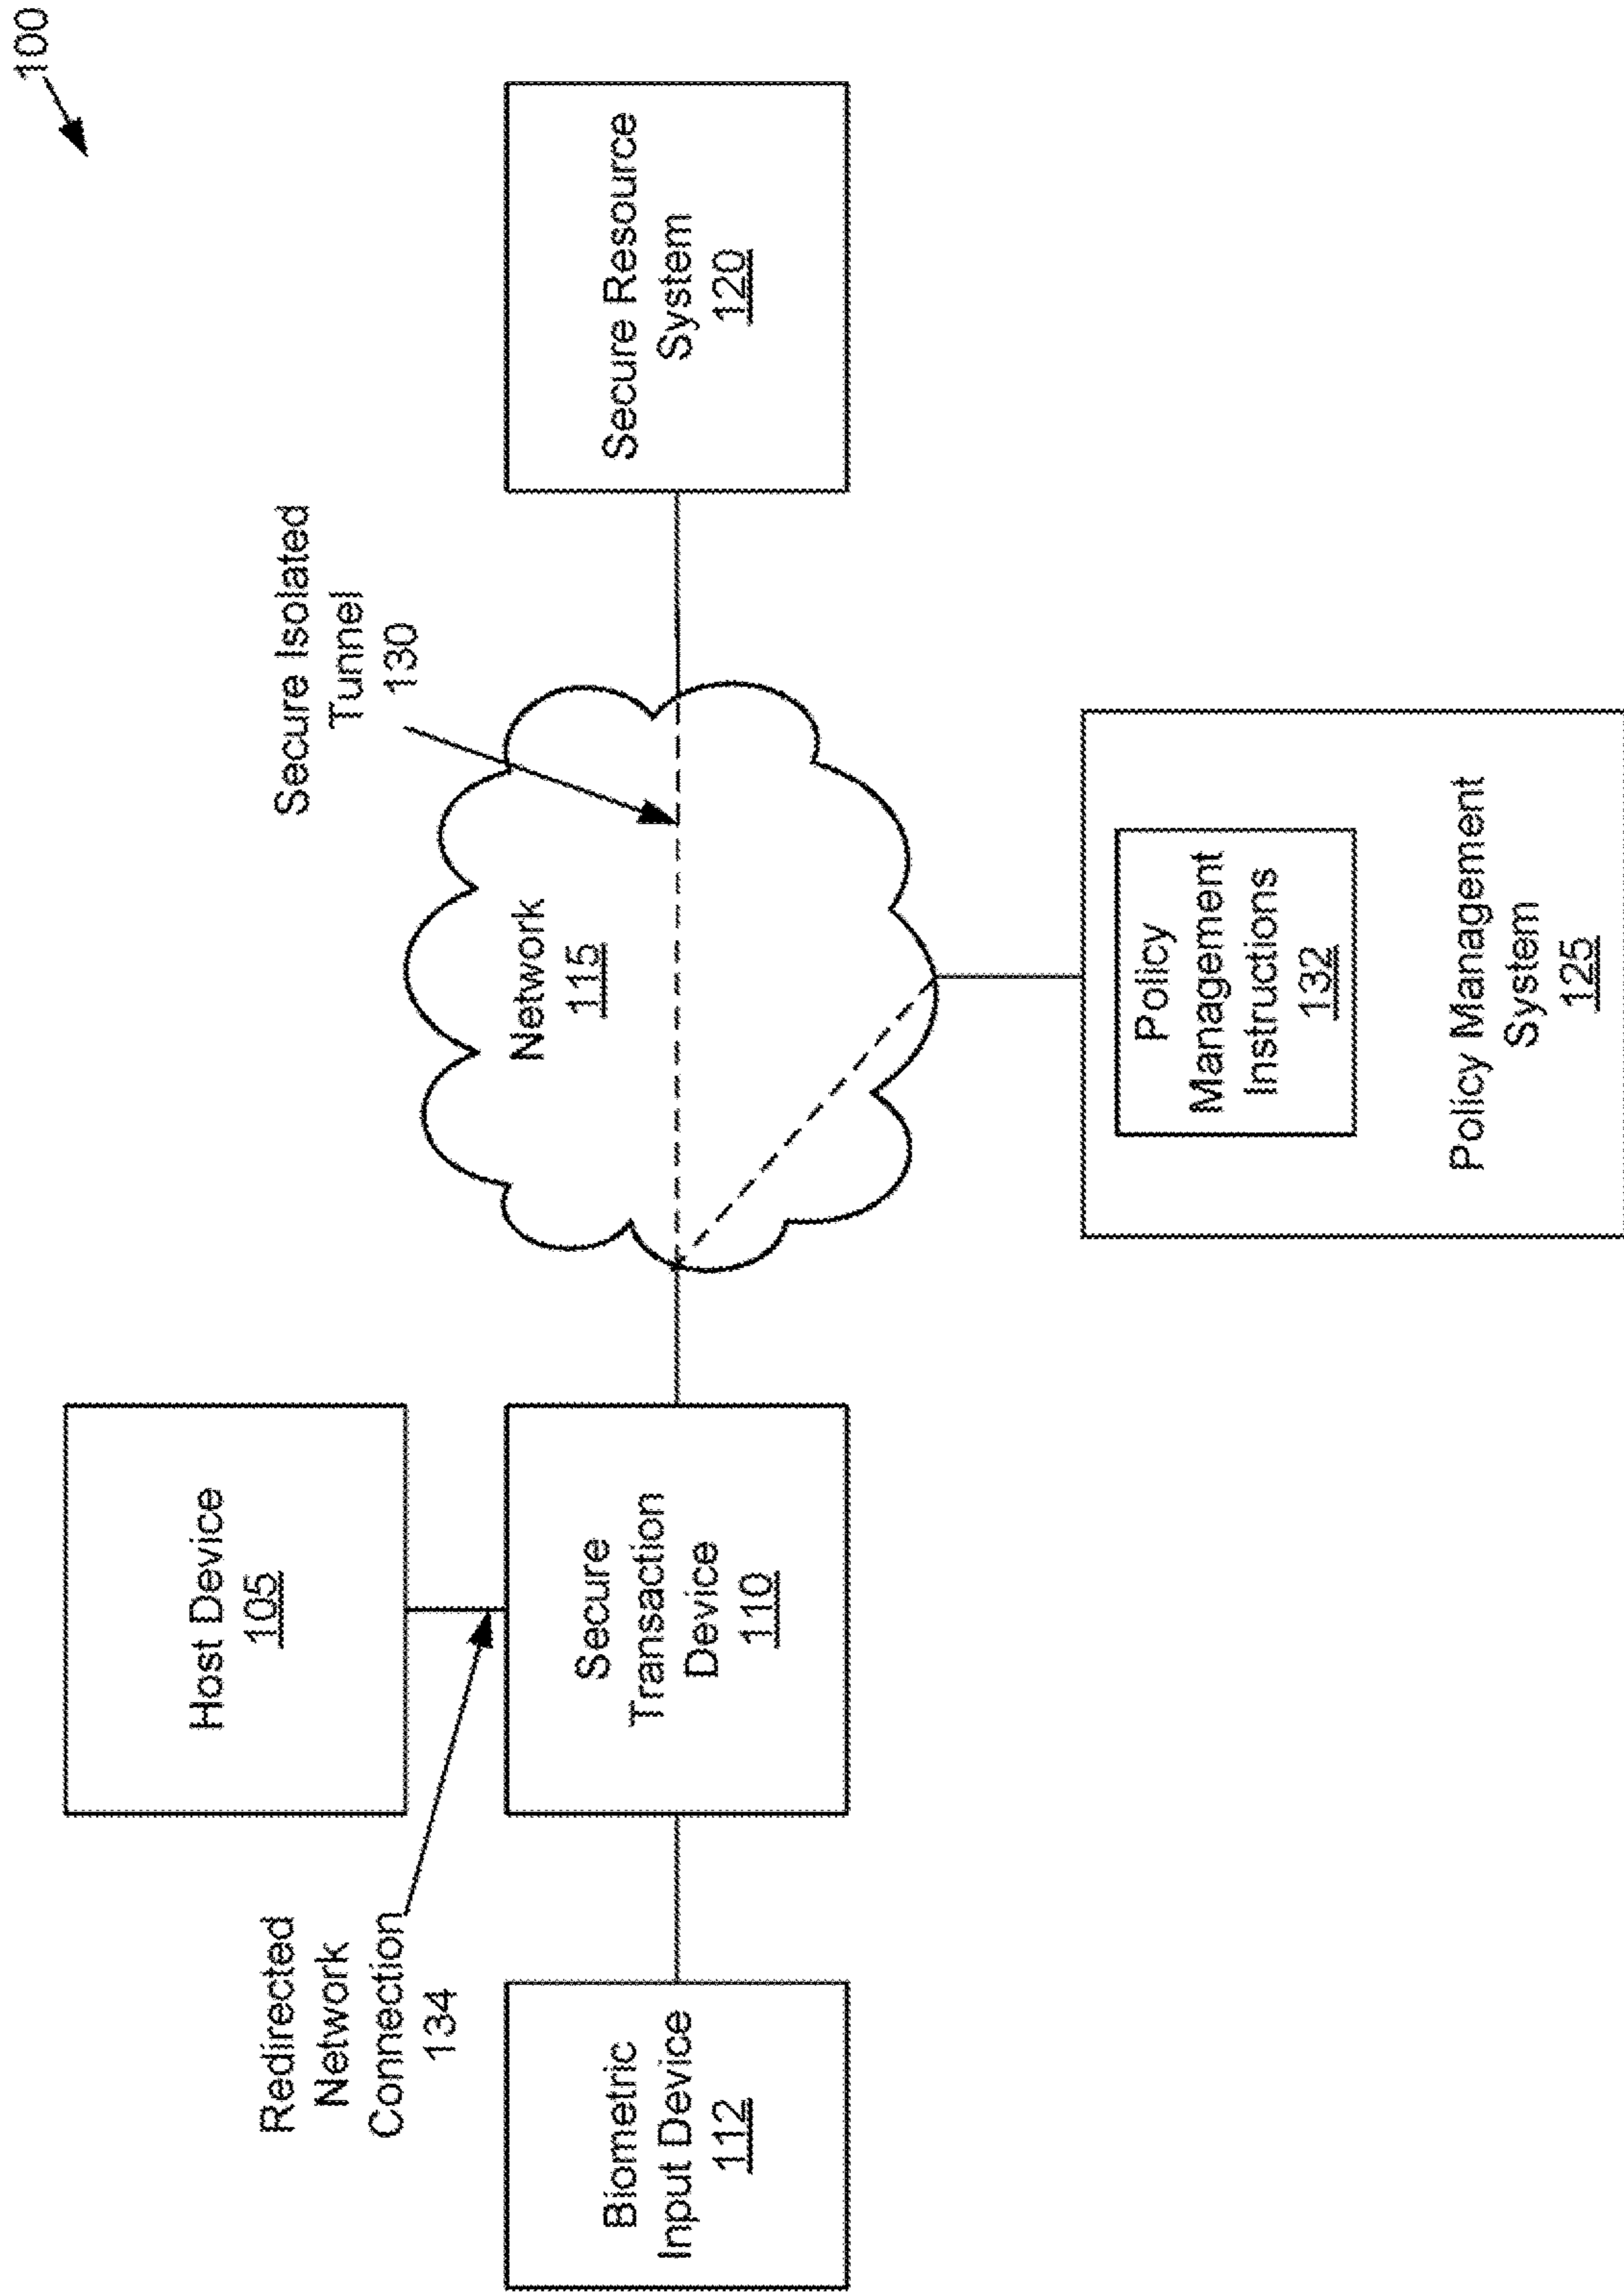 100
Host Device
105
Redirected
Network
Connection
134
Biometric
Input Device
112
Secure
Transaction
Device
110
Network
115
Secure Isolated
Tunnel
130
Secure Resource
System
120
Policy
Management
Instructions
132
Policy Management
System
125